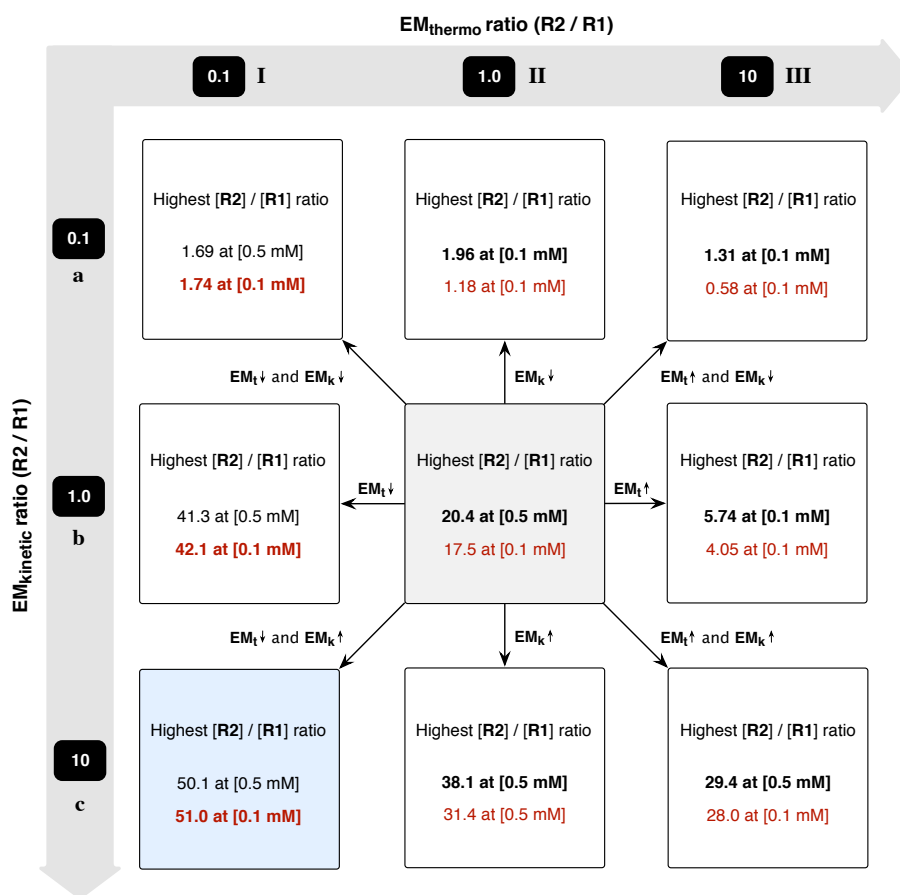 EMthermo ratio (R2 / R1)
0.1 I 1.0 II 10 III
EMkinetic ratio (R2 / R1)
0.1
a
Highest [R2] / [R1] ratio
1.69 at [0.5 mM]
1.74 at [0.1 mM]
Highest [R2] / [R1] ratio
1.96 at [0.1 mM]
1.18 at [0.1 mM]
Highest [R2] / [R1] ratio
1.31 at [0.1 mM]
0.58 at [0.1 mM]
EMt↓ and EMk↓
EMk↓
EMt↑ and EMk↓
1.0
b
Highest [R2] / [R1] ratio
41.3 at [0.5 mM]
42.1 at [0.1 mM]
EMt↓
Highest [R2] / [R1] ratio
20.4 at [0.5 mM]
17.5 at [0.1 mM]
EMt↑
Highest [R2] / [R1] ratio
5.74 at [0.1 mM]
4.05 at [0.1 mM]
EMt↓ and EMk↑
EMk↑
EMt↑ and EMk↑
10
c
Highest [R2] / [R1] ratio
50.1 at [0.5 mM]
51.0 at [0.1 mM]
Highest [R2] / [R1] ratio
38.1 at [0.5 mM]
31.4 at [0.5 mM]
Highest [R2] / [R1] ratio
29.4 at [0.5 mM]
28.0 at [0.1 mM]